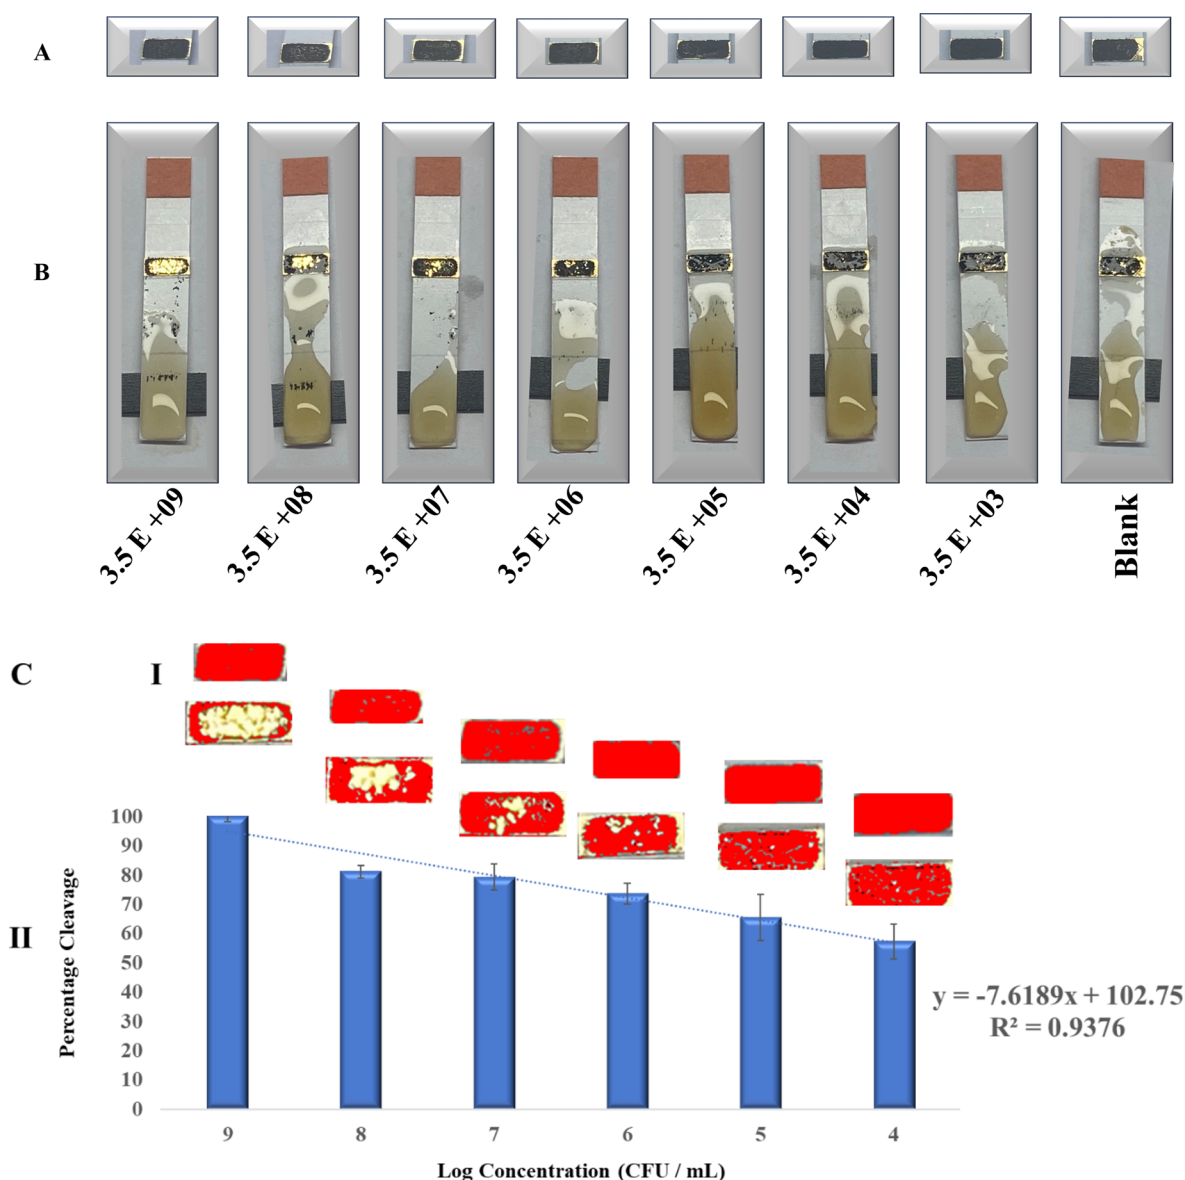 A
B
3.5 E +09
3.5 E +08
3.5 E +07
3.5 E +06
3.5 E +05
3.5 E +04
3.5 E +03
Blank
C
I
II
Percentage Cleavage
100
90
80
70
60
50
40
30
20
10
0
y = -7.6189x + 102.75
R² = 0.9376
9 8 7 6 5 4
Log Concentration (CFU / mL)